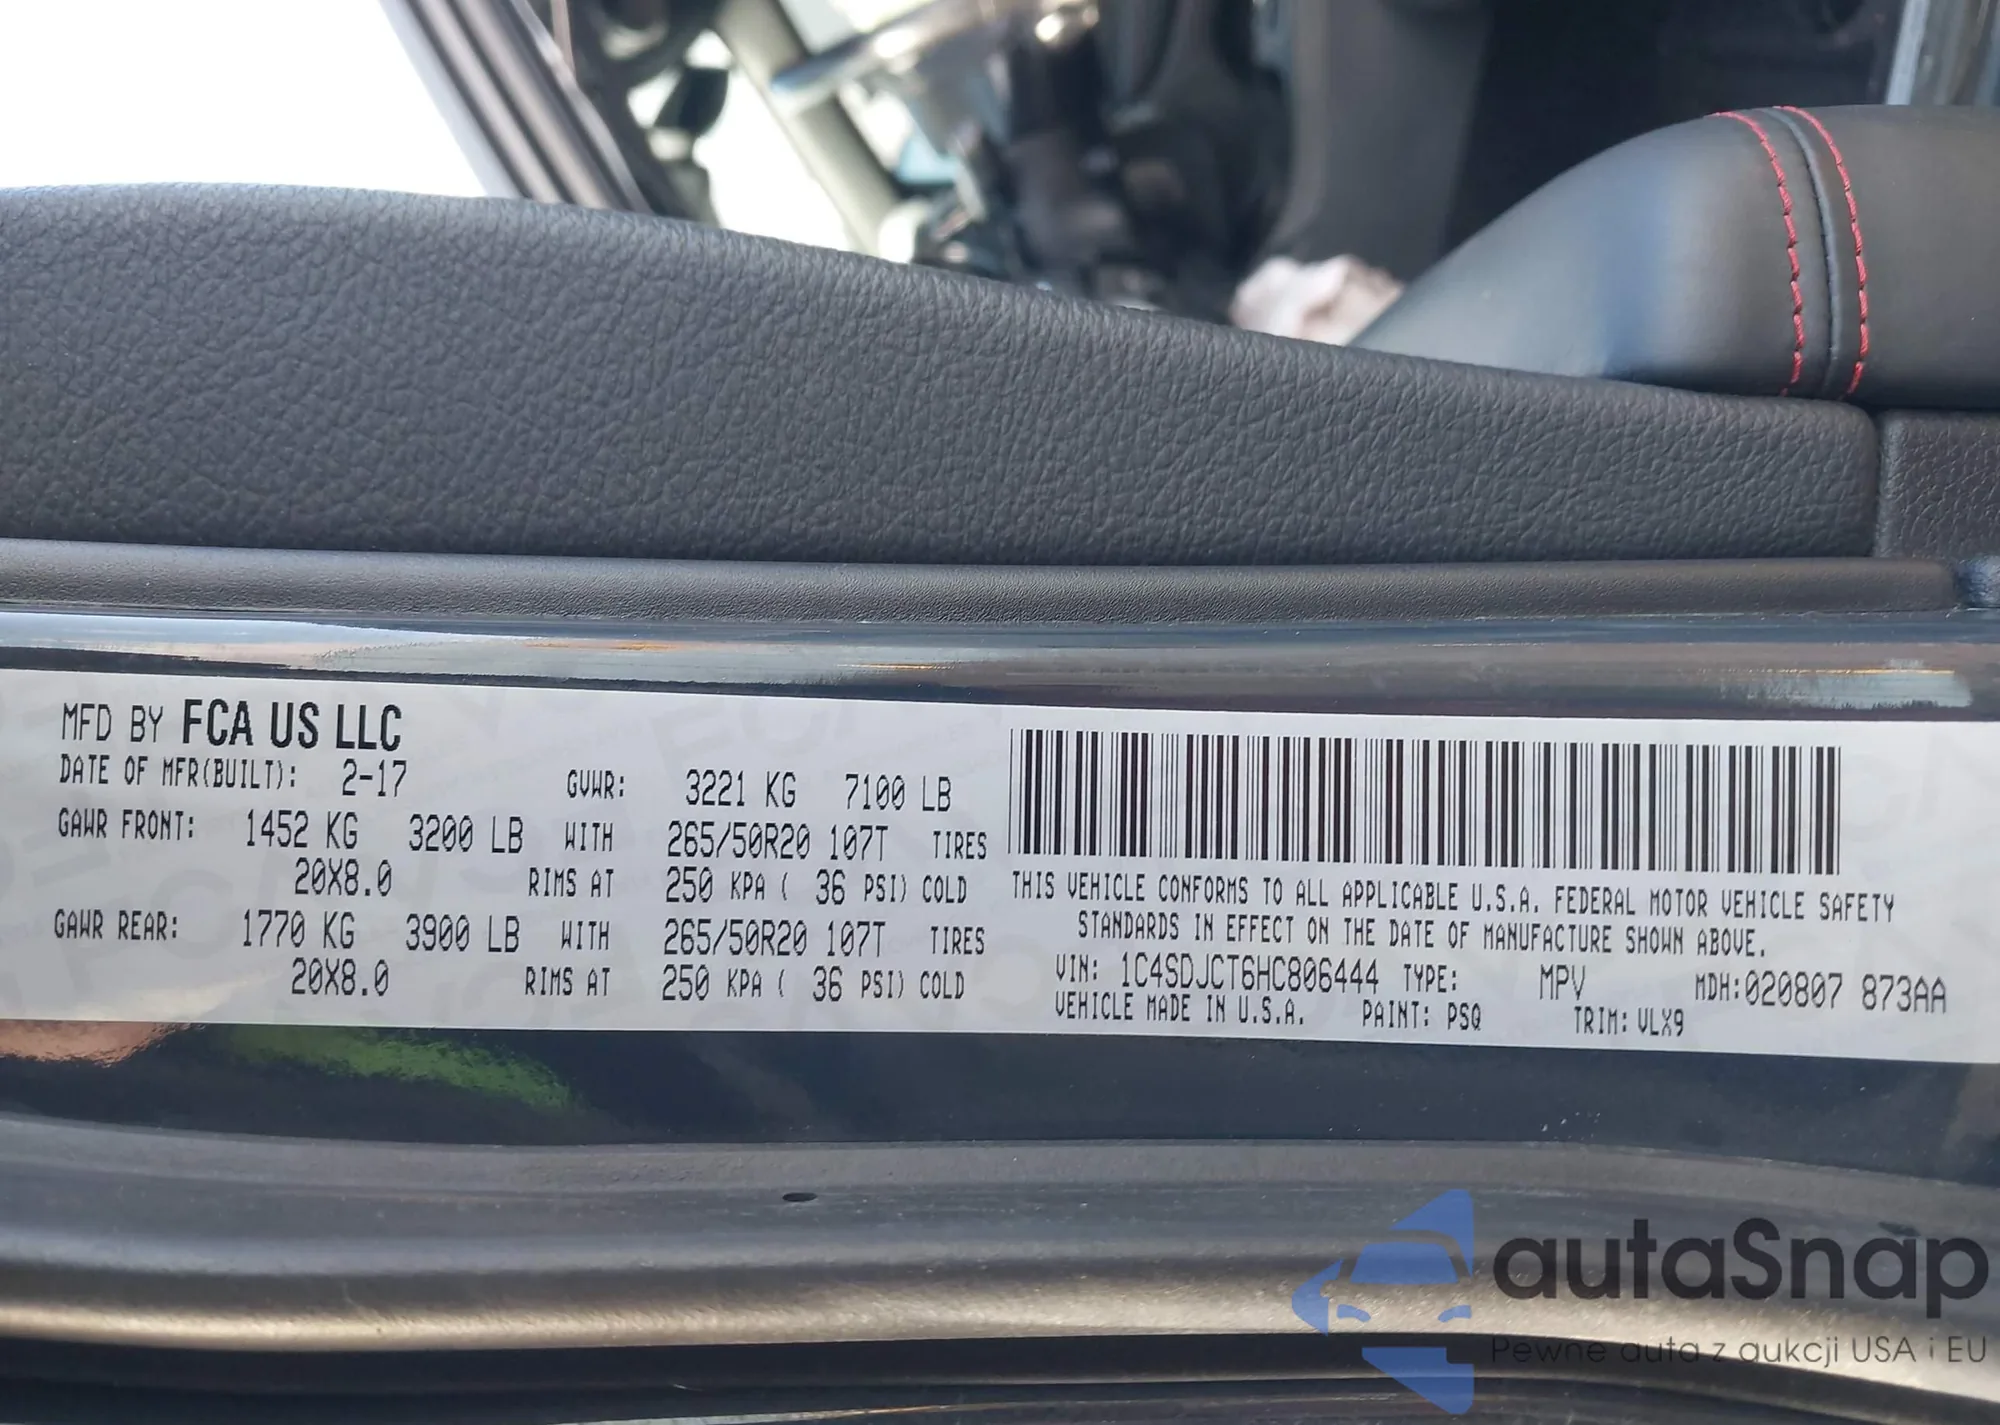 MFD BY FCA US LLC
DATE OF MFR(BUILT): 2-17 GVWR: 3221 KG 7100 LB
GAWR FRONT: 1452 KG 3200 LB WITH 265/50R20 107T TIRES
20X8.0 RIMS AT 250 KPA ( 36 PSI) COLD
GAWR REAR: 1770 KG 3900 LB WITH 265/50R20 107T TIRES
20X8.0 RIMS AT 250 KPA ( 36 PSI) COLD
THIS VEHICLE CONFORMS TO ALL APPLICABLE U.S.A. FEDERAL MOTOR VEHICLE SAFETY
STANDARDS IN EFFECT ON THE DATE OF MANUFACTURE SHOWN ABOVE.
VIN: 1C4SDJCT6HC806444 TYPE: MPV MDH:020807 873AA
VEHICLE MADE IN U.S.A. PAINT: PSQ TRIM: VLX9
autaSnap
Pewne auta z aukcji USA i EU